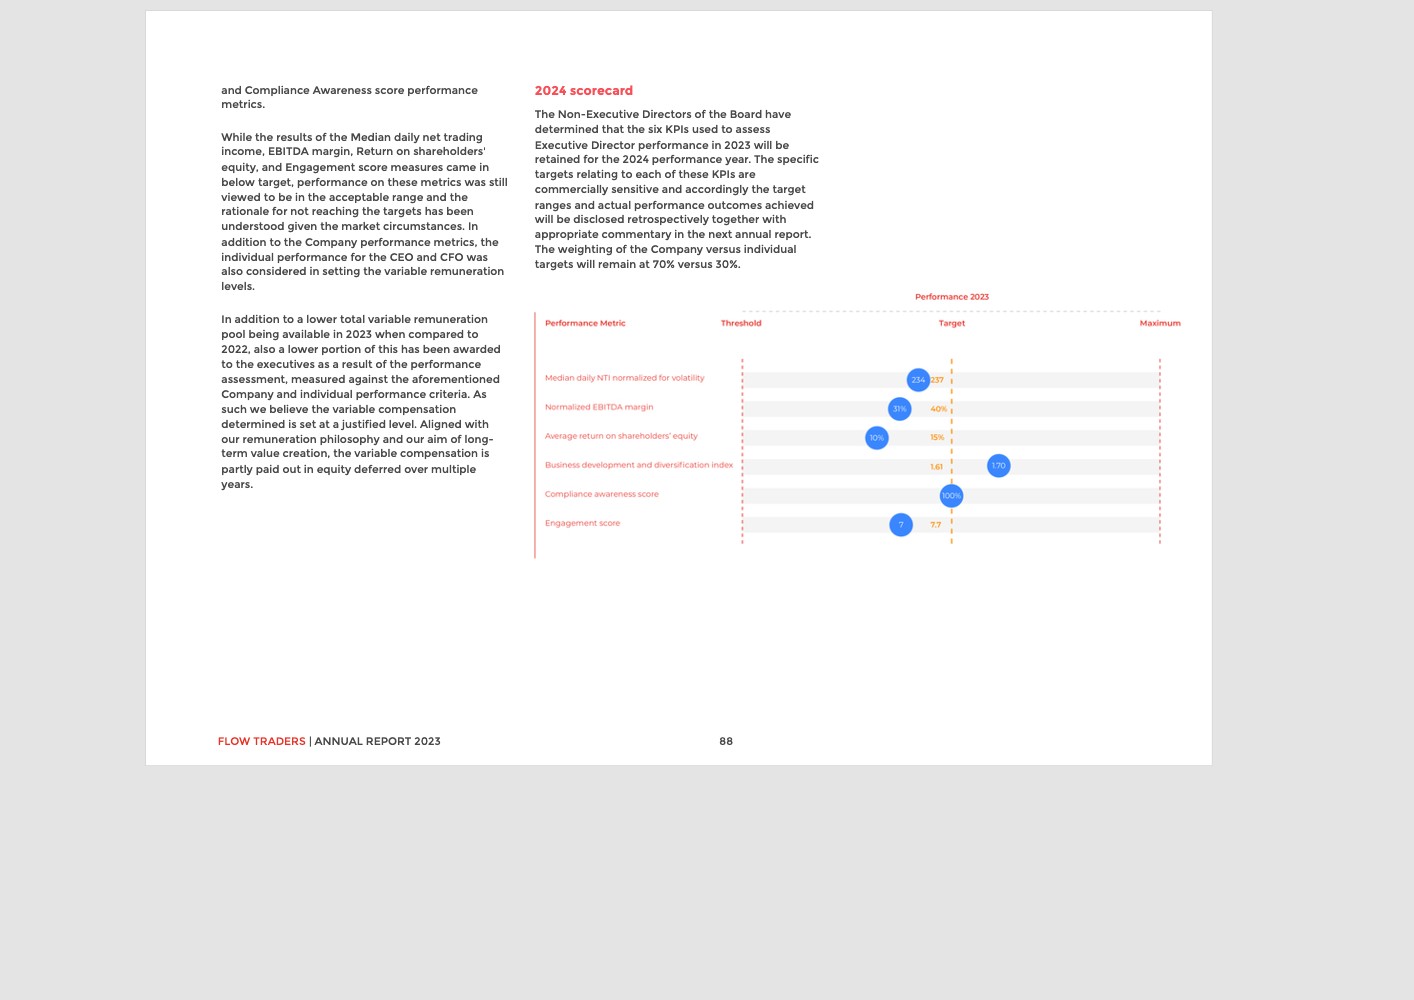 and Compliance Awareness score performance
metrics.
While the results of the Median daily net trading
income, EBITDA margin, Return on shareholders'
equity, and Engagement score measures came in
below target, performance on these metrics was still
viewed to be in the acceptable range and the
rationale for not reaching the targets has been
understood given the market circumstances. In
addition to the Company performance metrics, the
individual performance for the CEO and CFO was
also considered in setting the variable remuneration
levels.
In addition to a lower total variable remuneration
pool being available in 2023 when compared to
2022, also a lower portion of this has been awarded
to the executives as a result of the performance
assessment, measured against the aforementioned
Company and individual performance criteria. As
such we believe the variable compensation
determined is set at a justified level. Aligned with
our remuneration philosophy and our aim of long-
term value creation, the variable compensation is
partly paid out in equity deferred over multiple
years.
2024 scorecard
The Non-Executive Directors of the Board have
determined that the six KPIs used to assess
Executive Director performance in 2023 will be
retained for the 2024 performance year. The specific
targets relating to each of these KPIs are
commercially sensitive and accordingly the target
ranges and actual performance outcomes achieved
will be disclosed retrospectively together with
appropriate commentary in the next annual report.
The weighting of the Company versus individual
targets will remain at 70% versus 30%.
Performance 2023
Performance Metric Threshold Target Maximum
Median daily NTI normalized for volatility 234 237
Normalized EBITDA margin 31% 40%
Average return on shareholders' equity 10% 15%
Business development and diversification index 1.61 1.70
Compliance awareness score 100%
Engagement score 7 7.7
FLOW TRADERS | ANNUAL REPORT 2023 88